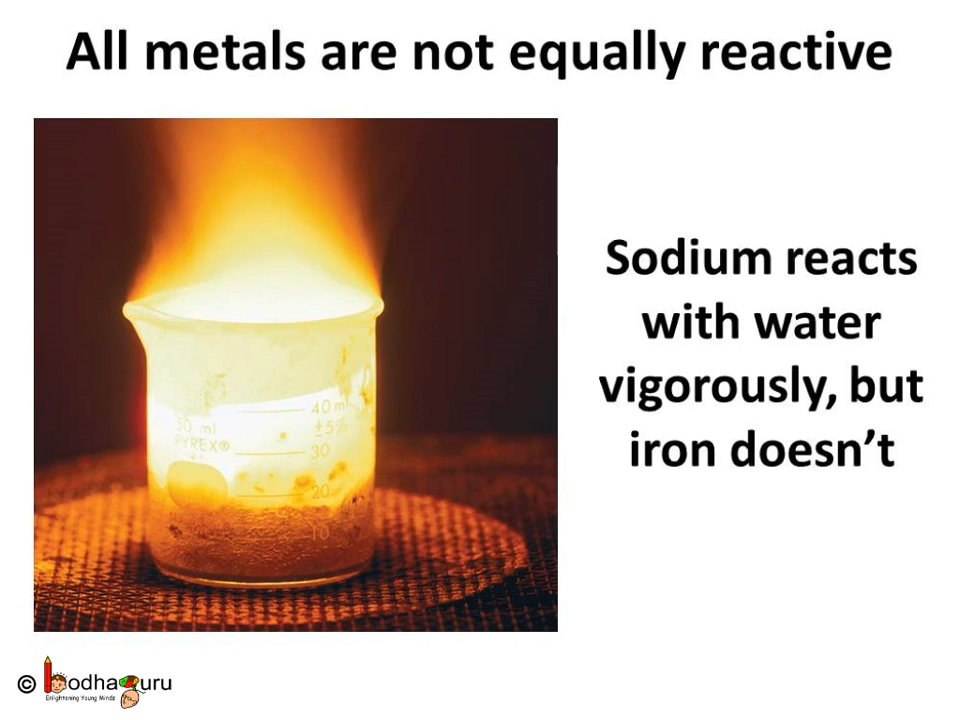 All metals are not equally reactive
Sodium reacts
with water
vigorously, but
iron doesn't
40 ml
50 ml
±5%
PYREX®
30
20
10
© bodhaguru
Enlightening Young Minds